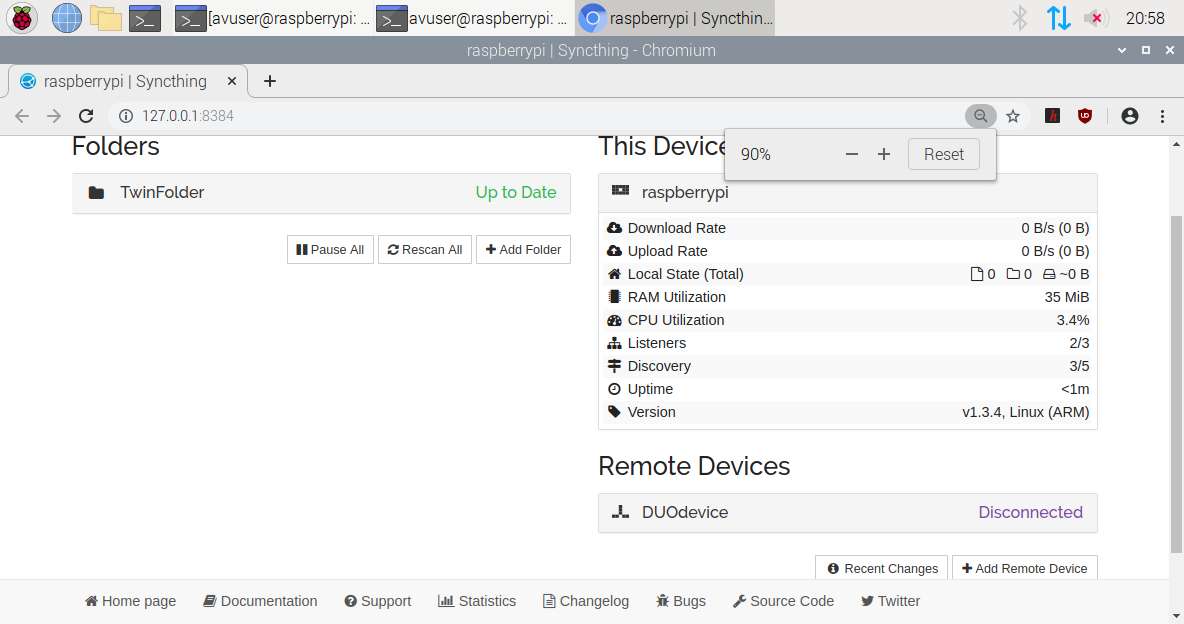 [avuser@raspberrypi: ... avuser@raspberrypi: ... raspberrypi | Syncthin... 20:58
raspberrypi | Syncthing - Chromium
raspberrypi | Syncthing
127.0.0.1:8384
90% Reset
Folders
TwinFolder Up to Date
Pause All Rescan All Add Folder
This Device
raspberrypi
Download Rate 0 B/s (0 B)
Upload Rate 0 B/s (0 B)
Local State (Total) 0 0 ~0 B
RAM Utilization 35 MiB
CPU Utilization 3.4%
Listeners 2/3
Discovery 3/5
Uptime <1m
Version v1.3.4, Linux (ARM)
Remote Devices
DUOdevice Disconnected
Recent Changes Add Remote Device
Home page Documentation Support Statistics Changelog Bugs Source Code Twitter